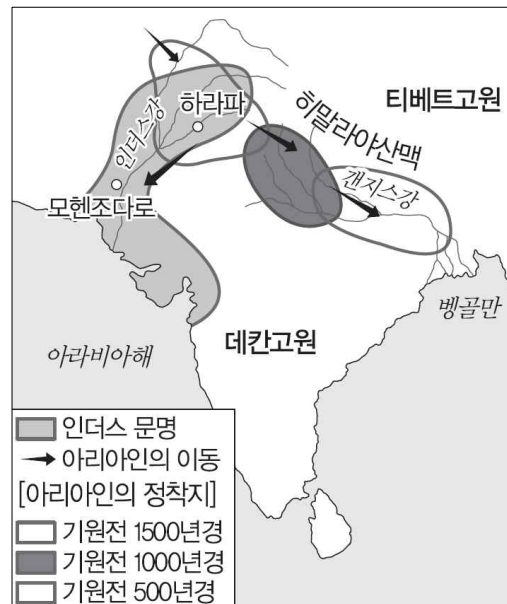 티베트고원
하라파
히말라야산맥
인더스강
갠지스강
모헨조다로
벵골만
아라비아해
데칸고원
인더스 문명
아리아인의 이동
[아리아인의 정착지]
기원전 1500년경
기원전 1000년경
기원전 500년경